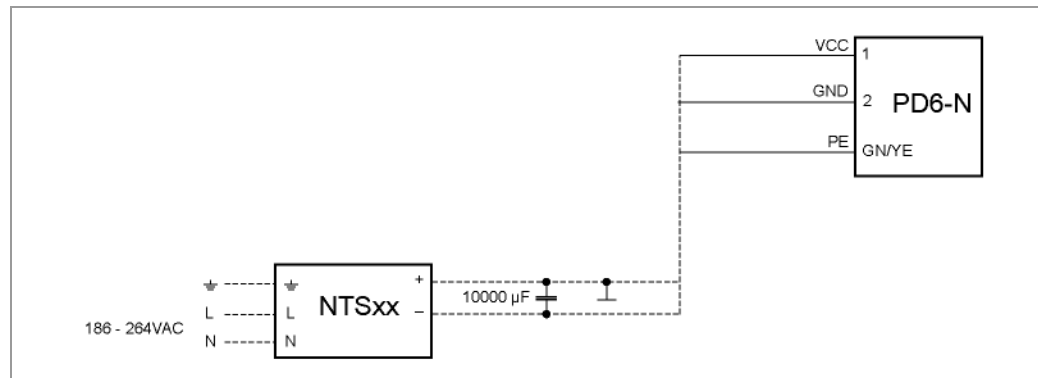 VCC 1
GND 2 PD6-N
PE GN/YE
+
L L NTSxx 10000 µF
–
186 - 264VAC
N N